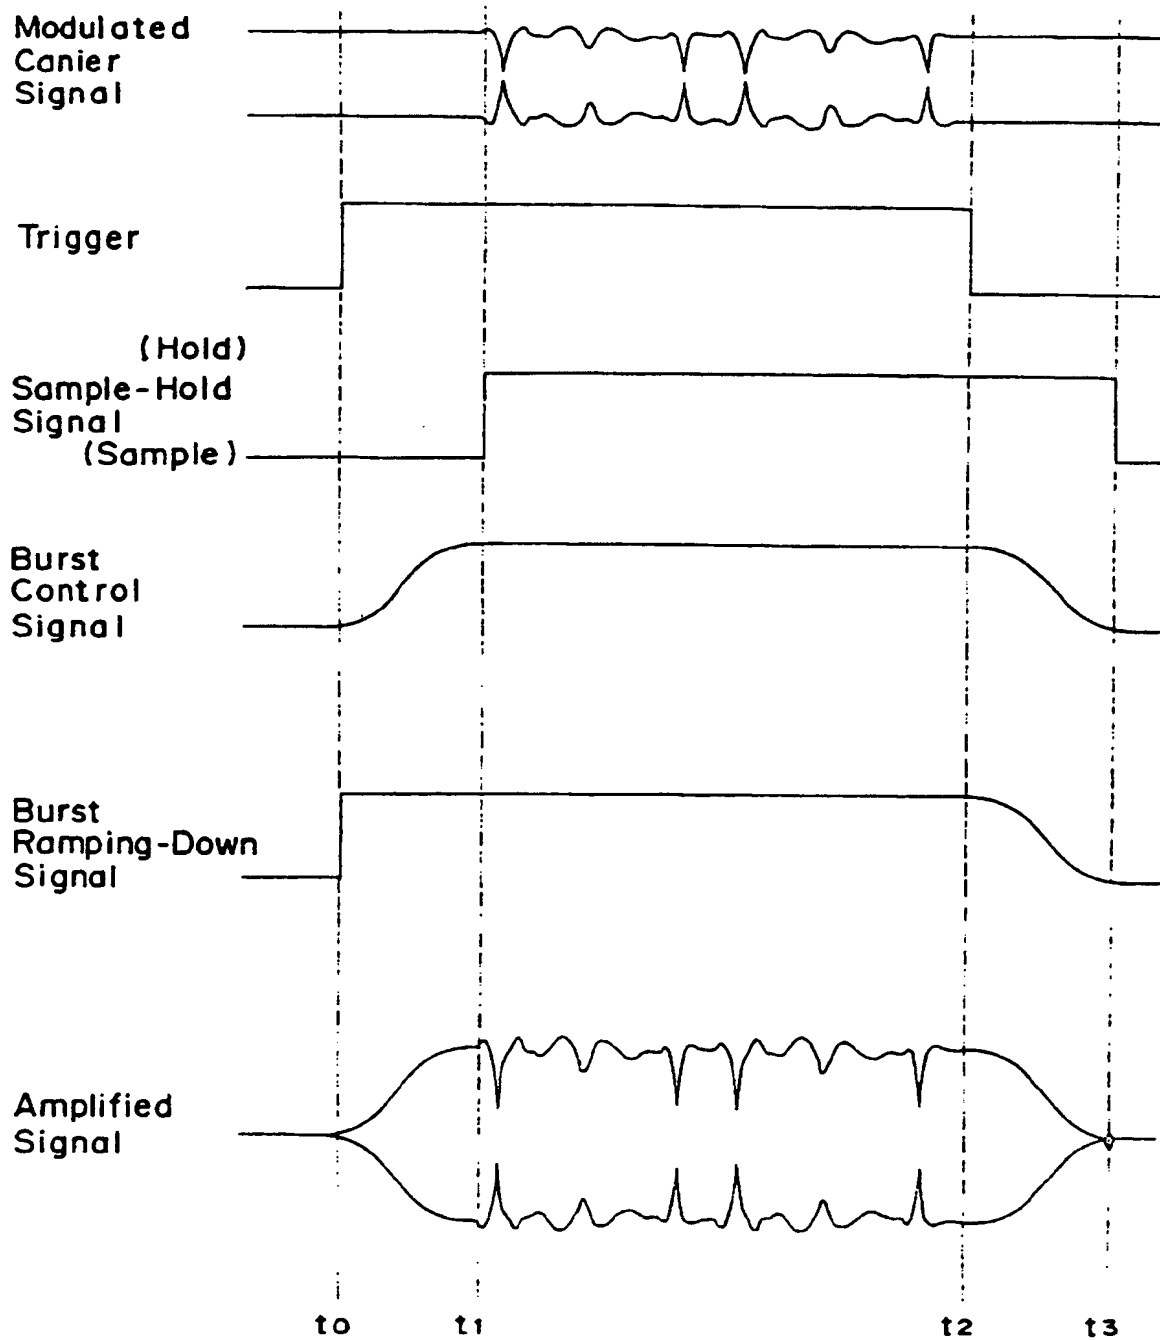 Modulated
Canier
Signal
Trigger
(Hold)
Sample-Hold
Signal
(Sample)
Burst
Control
Signal
Burst
Ramping-Down
Signal
Amplified
Signal
t0 t1 t2 t3